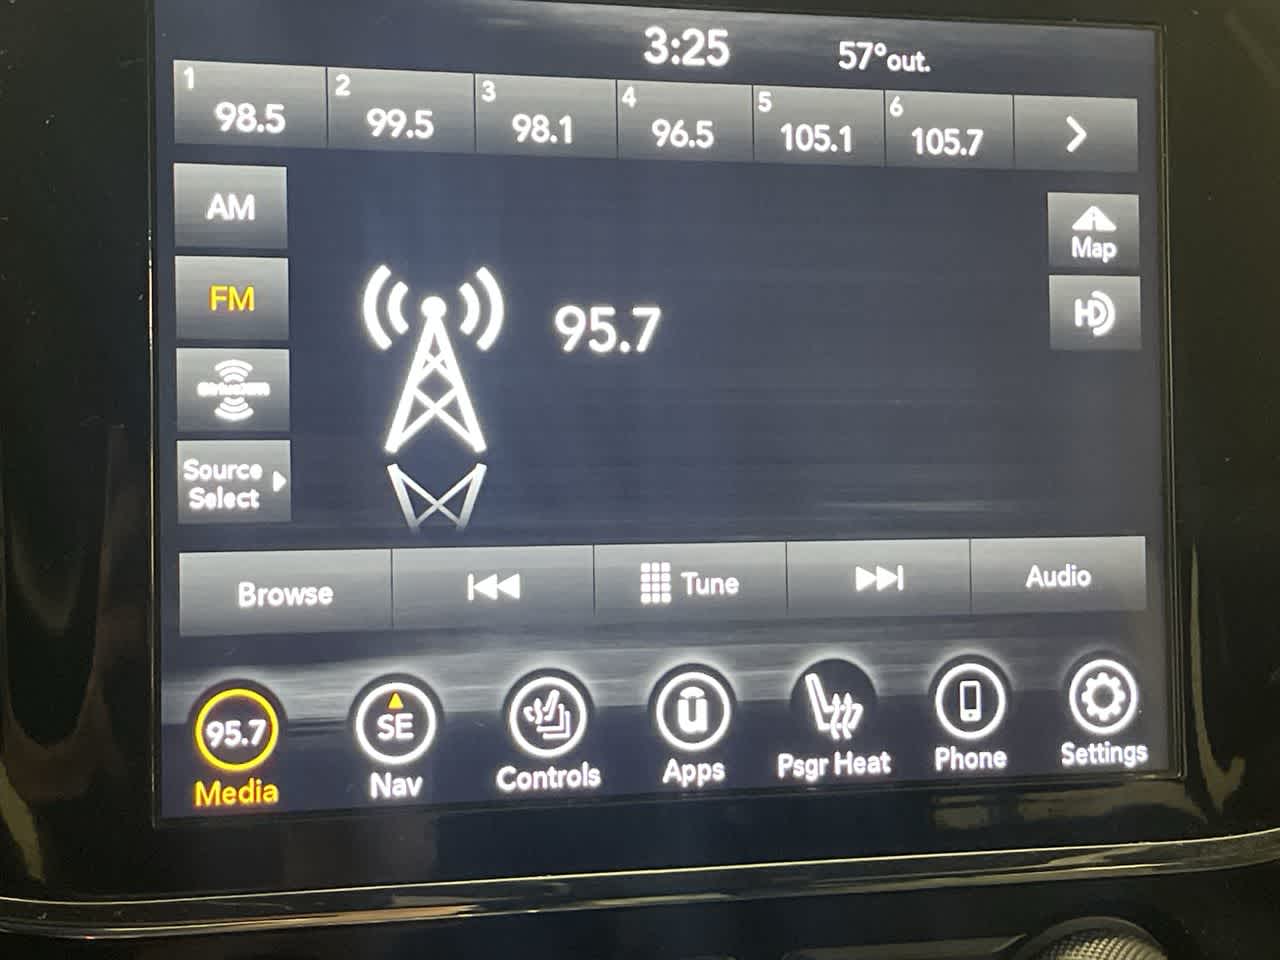 3:25 57°out.
1 2 3 4 5 6
98.5 99.5 98.1 96.5 105.1 105.7
AM
Map
FM
95.7
HD
SiriusXM
Source
Select
Browse Tune Audio
95.7 SE u
Media Nav Controls Apps Psgr Heat Phone Settings